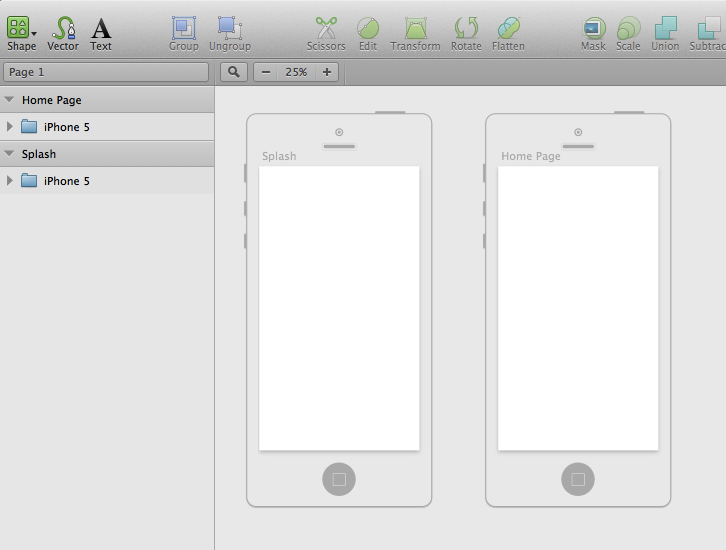 Shape Vector Text Group Ungroup Scissors Edit Transform Rotate Flatten Mask Scale Union Subtrac
Page 1
25%
Home Page
iPhone 5
Splash
iPhone 5
Splash
Home Page